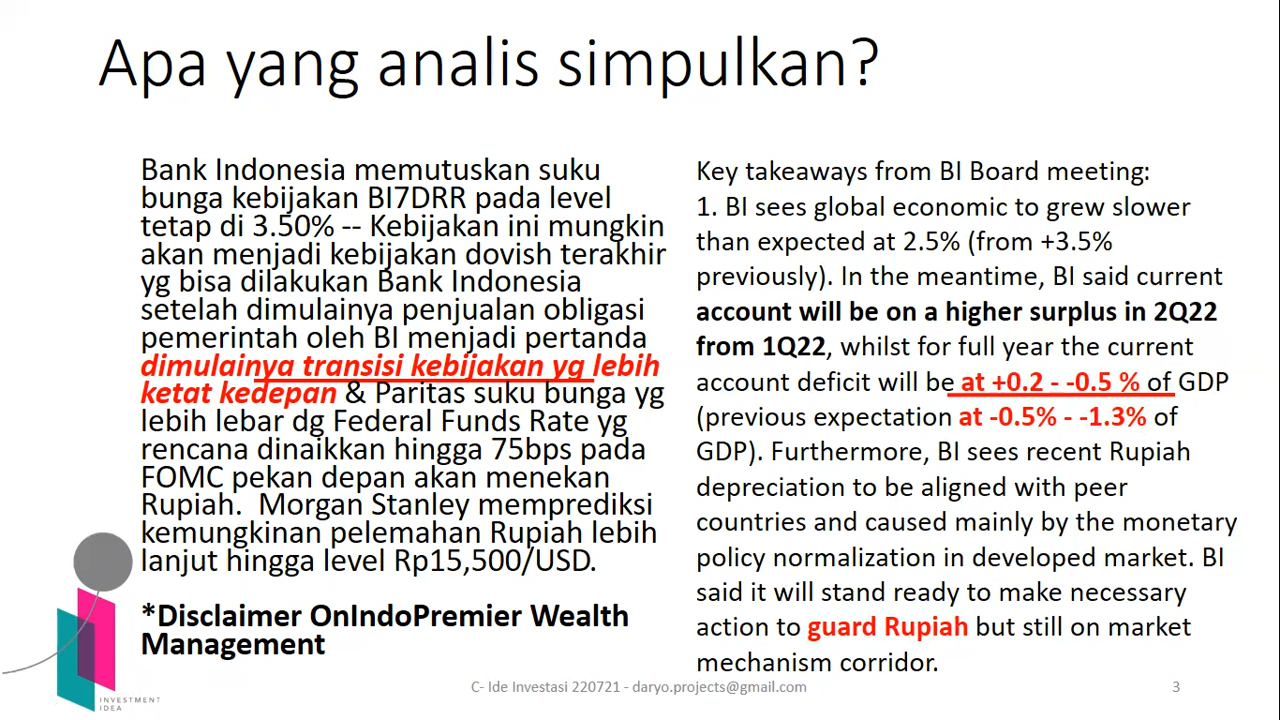 Apa yang analis simpulkan?
Bank Indonesia memutuskan suku
bunga kebijakan BI7DRR pada level
tetap di 3.50% -- Kebijakan ini mungkin
akan menjadi kebijakan dovish terakhir
yg bisa dilakukan Bank Indonesia
setelah dimulainya penjualan obligasi
pemerintah oleh BI menjadi pertanda
dimulainya transisi kebijakan yg lebih
ketat kedepan & Paritas suku bunga yg
lebih lebar dg Federal Funds Rate yg
rencana dinaikkan hingga 75bps pada
FOMC pekan depan akan menekan
Rupiah.  Morgan Stanley memprediksi
kemungkinan pelemahan Rupiah lebih
lanjut hingga level Rp15,500/USD.
*Disclaimer OnIndoPremier Wealth
Management
Key takeaways from BI Board meeting:
1. BI sees global economic to grew slower
than expected at 2.5% (from +3.5%
previously). In the meantime, BI said current
account will be on a higher surplus in 2Q22
from 1Q22, whilst for full year the current
account deficit will be at +0.2 - -0.5 % of GDP
(previous expectation at -0.5% - -1.3% of
GDP). Furthermore, BI sees recent Rupiah
depreciation to be aligned with peer
countries and caused mainly by the monetary
policy normalization in developed market. BI
said it will stand ready to make necessary
action to guard Rupiah but still on market
mechanism corridor.
INVESTMENT
IDEA
C- Ide Investasi 220721 - daryo.projects@gmail.com
3